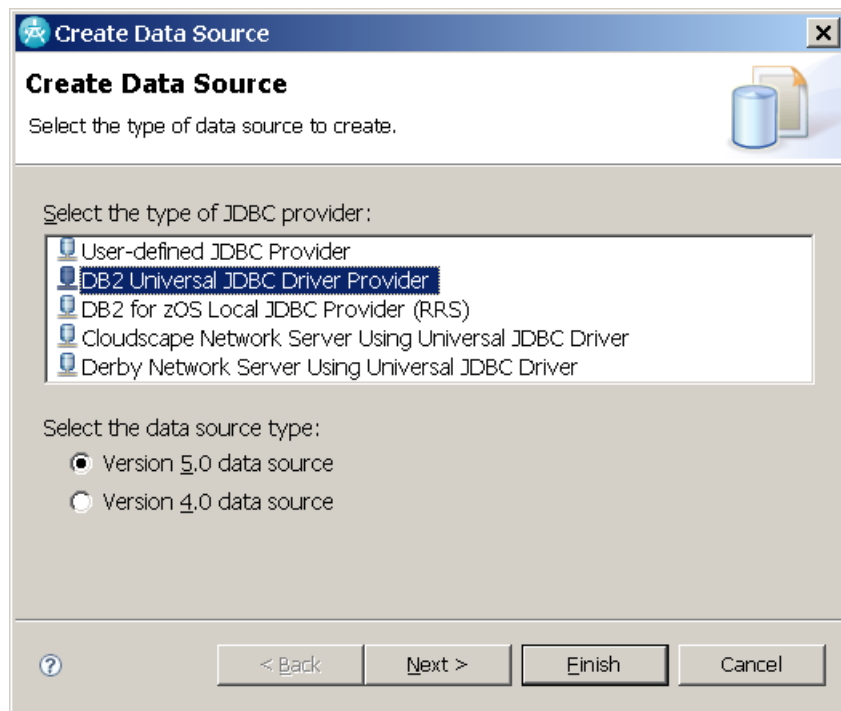 Create Data Source
Create Data Source
Select the type of data source to create.
Select the type of JDBC provider:
User-defined JDBC Provider
DB2 Universal JDBC Driver Provider
DB2 for zOS Local JDBC Provider (RRS)
Cloudscape Network Server Using Universal JDBC Driver
Derby Network Server Using Universal JDBC Driver
Select the data source type:
Version 5.0 data source
Version 4.0 data source
? < Back Next > Finish Cancel